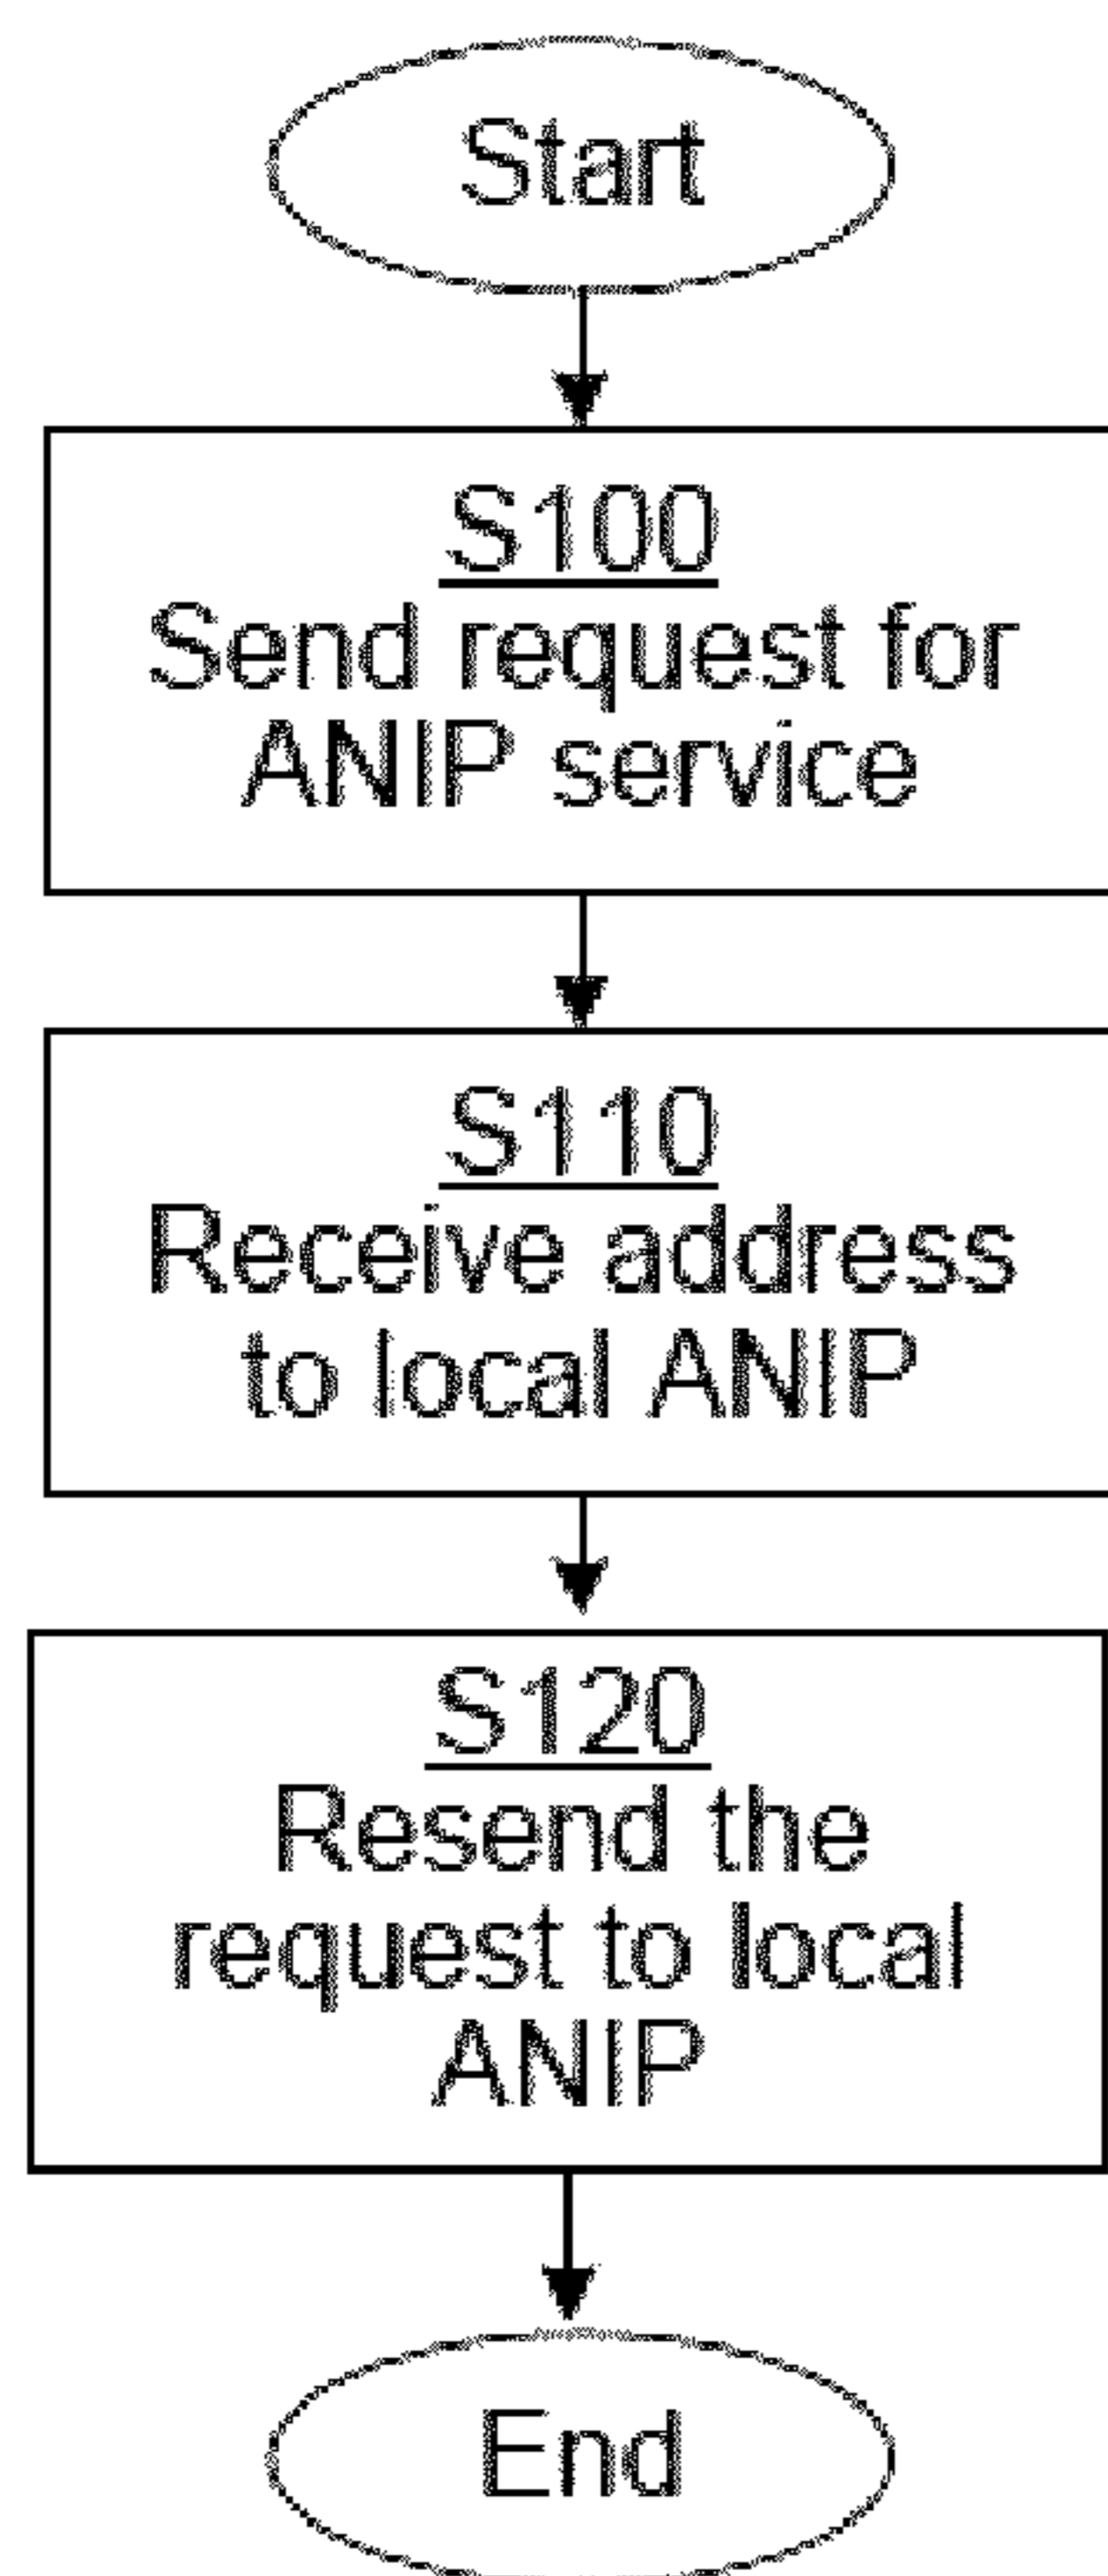 Start
S100
Send request for
ANIP service
S110
Receive address
to local ANIP
S120
Resend the
request to local
ANIP
End